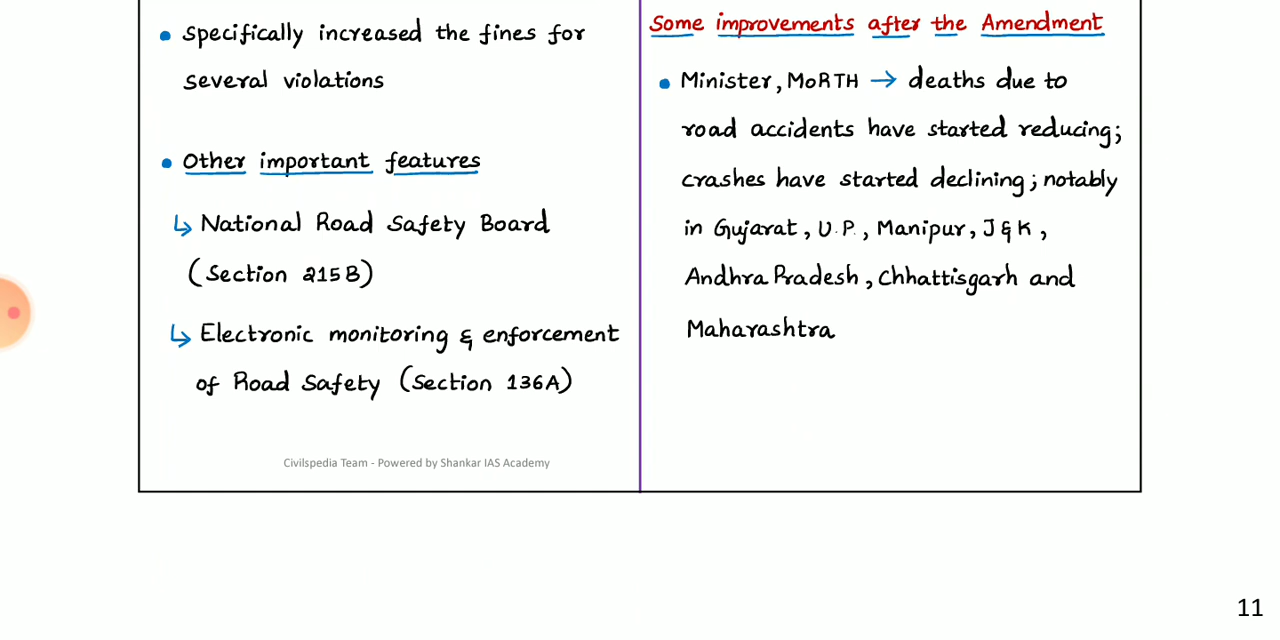 • Specifically increased the fines for
several violations
• Other important features
↳ National Road Safety Board
(Section 215B)
↳ Electronic monitoring & enforcement
of Road Safety (Section 136A)
Civilspedia Team - Powered by Shankar IAS Academy
Some improvements after the Amendment
• Minister, MoRTH → deaths due to
road accidents have started reducing;
crashes have started declining; notably
in Gujarat, U.P., Manipur, J & K,
Andhra Pradesh, Chhattisgarh and
Maharashtra
11